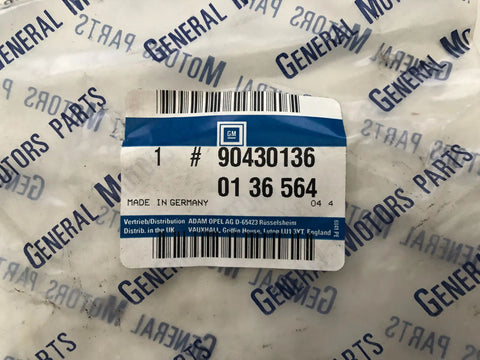 GENERAL MOTORS PARTS
GENERAL MOTORS PARTS
GM
1 # 90430136
01 36 564
MADE IN GERMANY 04 4
Vertrieb/Distribution ADAM OPEL AG D-65423 Rüsselsheim
Distrib. in the UK VAUXHALL, Griffin House, Luton LU1 3YT, England
GENERAL MOTORS PARTS
GENERAL MOTORS PARTS